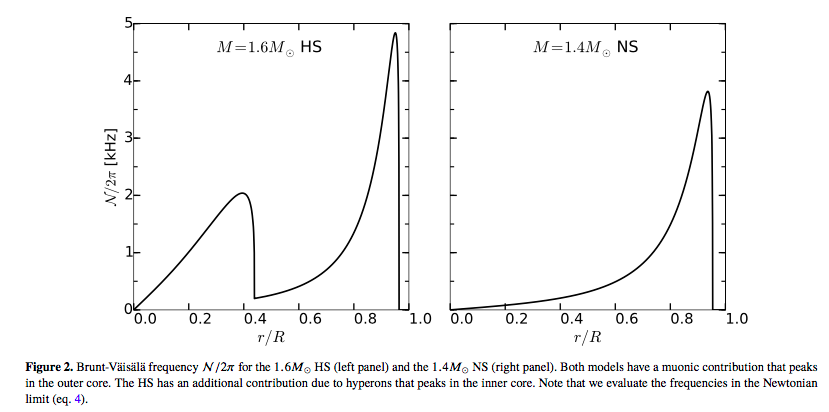 5
4
3
2
1
0
N/2π [kHz]
M=1.6M⊙ HS
0.0 0.2 0.4 0.6 0.8 1.0
r/R
M=1.4M⊙ NS
0.0 0.2 0.4 0.6 0.8 1.0
r/R
Figure 2. Brunt-Väisälä frequency N/2π for the 1.6M⊙ HS (left panel) and the 1.4M⊙ NS (right panel). Both models have a muonic contribution that peaks
in the outer core. The HS has an additional contribution due to hyperons that peaks in the inner core. Note that we evaluate the frequencies in the Newtonian
limit (eq. 4).